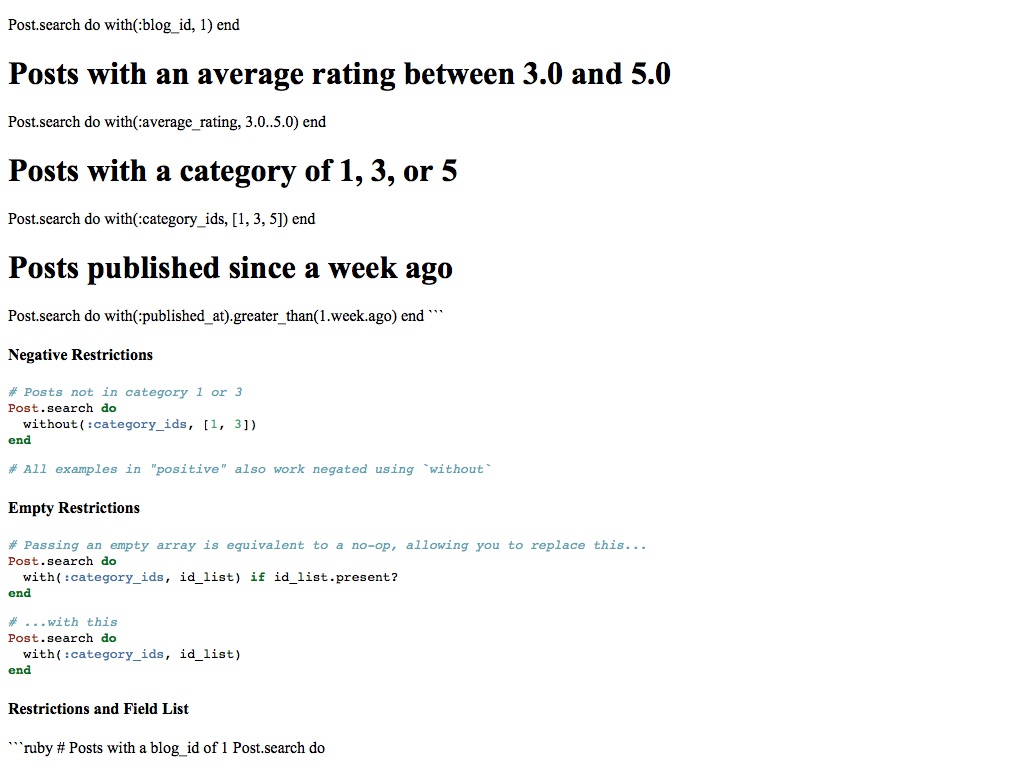 Post.search do with(:blog_id, 1) end
Posts with an average rating between 3.0 and 5.0
Post.search do with(:average_rating, 3.0..5.0) end
Posts with a category of 1, 3, or 5
Post.search do with(:category_ids, [1, 3, 5]) end
Posts published since a week ago
Post.search do with(:published_at).greater_than(1.week.ago) end ```
Negative Restrictions
# Posts not in category 1 or 3
Post.search do
  without(:category_ids, [1, 3])
end
# All examples in "positive" also work negated using `without`
Empty Restrictions
# Passing an empty array is equivalent to a no-op, allowing you to replace this...
Post.search do
  with(:category_ids, id_list) if id_list.present?
end
# ...with this
Post.search do
  with(:category_ids, id_list)
end
Restrictions and Field List
```ruby # Posts with a blog_id of 1 Post.search do